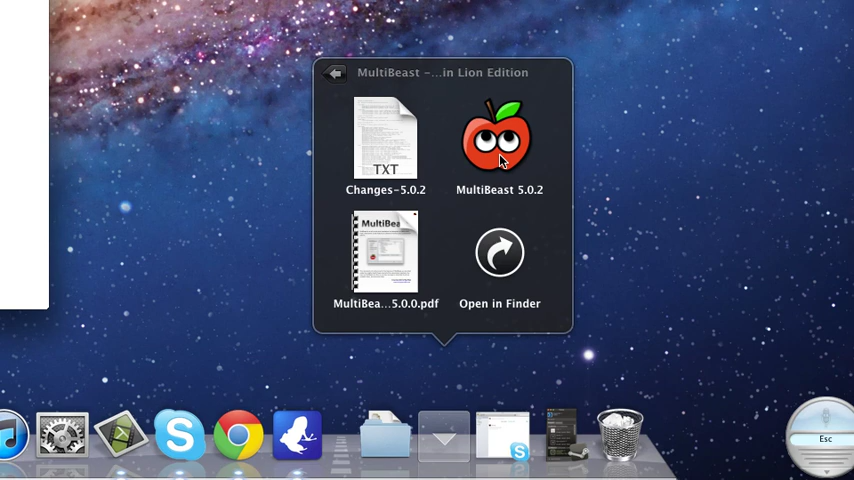 MultiBeast -...in Lion Edition
TXT
Changes-5.0.2
MultiBeast 5.0.2
MultiBea
MultiBea...5.0.0.pdf
Open in Finder
Esc